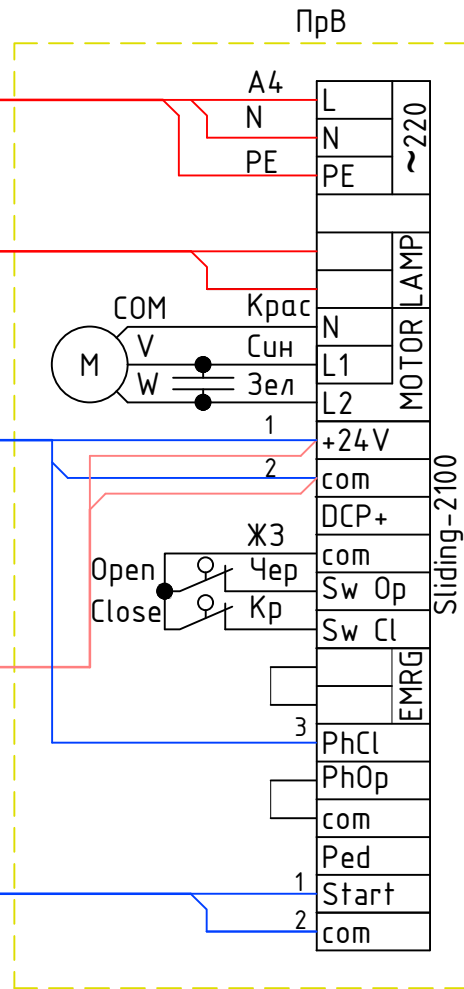 ПрВ
A4 L
N N
PE PE
~220
LAMP
COM Крас N
V Син L1
M
W Зел L2
MOTOR
1 +24V
2 com
DCP+
ЖЗ com
Open Чер Sw Op
Close Кр Sw Cl
Sliding-2100
EMRG
3 PhCl
PhOp
com
Ped
1 Start
2 com